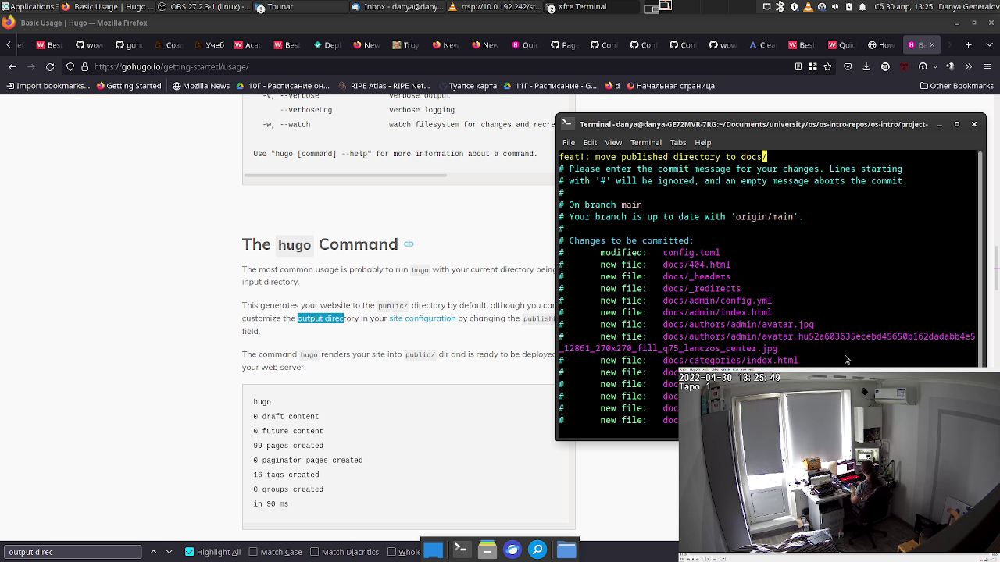 Applications
Basic Usage | Hugo — ...
OBS 27.2.3-1 (linux) -...
Thunar
Inbox - danya@dany...
rtsp://10.0.192.242/st...
Xfce Terminal
Сб 30 апр, 13:25
Danya Generalov
Basic Usage | Hugo — Mozilla Firefox
Best
wow
gohu
Созд
Учеб
Acad
Best
Depl
New
Troy
New
New
Quic
Page
Conf
Conf
Conf
wow
Clea
Best
Quic
How
Ba
https://gohugo.io/getting-started/usage/
Import bookmarks...
Getting Started
Mozilla News
10Г - Расписание он...
RIPE Atlas - RIPE Net...
Туапсе карта
11Г - Расписание - G...
d
Начальная страница
Other Bookmarks
-v, --verbose verbose output
--verboseLog verbose logging
-w, --watch watch filesystem for changes and recre
Use "hugo [command] --help" for more information about a command.
The hugo Command
The most common usage is probably to run hugo with your current directory being
input directory.
This generates your website to the public/ directory by default, although you can
customize the output directory in your site configuration by changing the publishD
field.
The command hugo renders your site into public/ dir and is ready to be deployed
your web server:
hugo
0 draft content
0 future content
99 pages created
0 paginator pages created
16 tags created
0 groups created
in 90 ms
Terminal - danya@danya-GE72MVR-7RG:~/Documents/university/os/os-intro-repos/os-intro/project-
File Edit View Terminal Tabs Help
feat!: move published directory to docs/
# Please enter the commit message for your changes. Lines starting
# with '#' will be ignored, and an empty message aborts the commit.
#
# On branch main
# Your branch is up to date with 'origin/main'.
#
# Changes to be committed:
# modified: config.toml
# new file: docs/404.html
# new file: docs/_headers
# new file: docs/_redirects
# new file: docs/admin/config.yml
# new file: docs/admin/index.html
# new file: docs/authors/admin/avatar.jpg
# new file: docs/authors/admin/avatar_hu52a603635ecebd45650b162dadabb4e5
_12861_270x270_fill_q75_lanczos_center.jpg
# new file: docs/categories/index.html
# new file: doc
# new file: doc
# new file: doc
# new file: doc
# new file: doc
2022-04-30 13:25:49
Tapo 1
output direc
Highlight All
Match Case
Match Diacritics
Whole